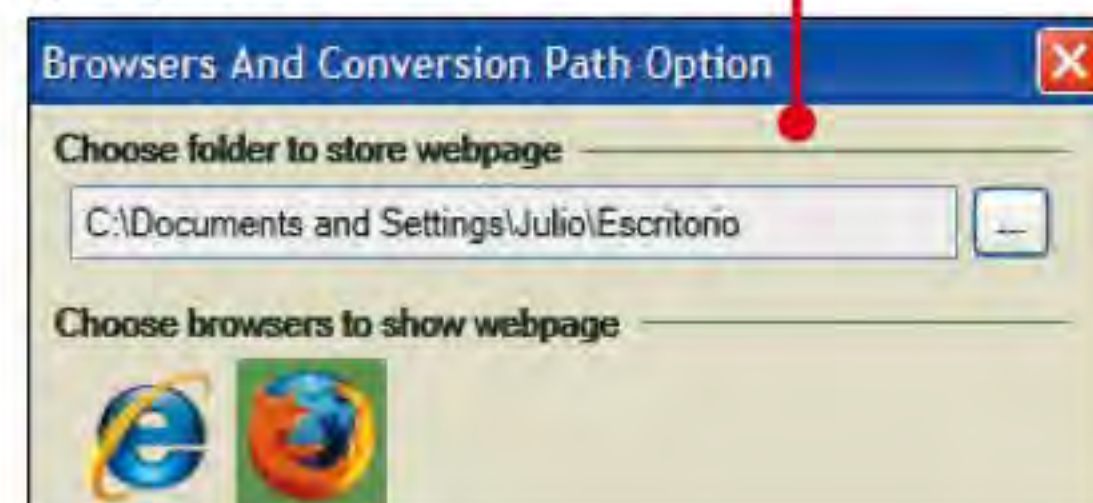 Browsers And Conversion Path Option
Choose folder to store webpage
C:\Documents and Settings\Julio\Escritorio
...
Choose browsers to show webpage